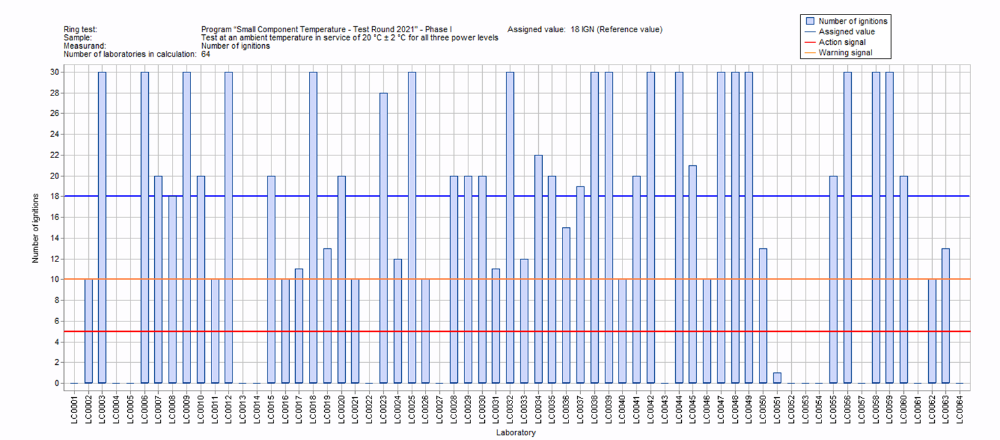 Ring test: Program “Small Component Temperature - Test Round 2021" - Phase I Assigned value: 18 IGN (Reference value)
Sample: Test at an ambient temperature in service of 20 °C ± 2 °C for all three power levels
Measurand: Number of ignitions
Number of laboratories in calculation: 64
Number of ignitions
Assigned value
Action signal
Warning signal
30
28
26
24
22
20
18
16
14
12
10
8
6
4
2
0
Number of ignitions
LC0001
LC0002
LC0003
LC0004
LC0005
LC0006
LC0007
LC0008
LC0009
LC0010
LC0011
LC0012
LC0013
LC0014
LC0015
LC0016
LC0017
LC0018
LC0019
LC0020
LC0021
LC0022
LC0023
LC0024
LC0025
LC0026
LC0027
LC0028
LC0029
LC0030
LC0031
LC0032
LC0033
LC0034
LC0035
LC0036
LC0037
LC0038
LC0039
LC0040
LC0041
LC0042
LC0043
LC0044
LC0045
LC0046
LC0047
LC0048
LC0049
LC0050
LC0051
LC0052
LC0053
LC0054
LC0055
LC0056
LC0057
LC0058
LC0059
LC0060
LC0061
LC0062
LC0063
LC0064
Laboratory